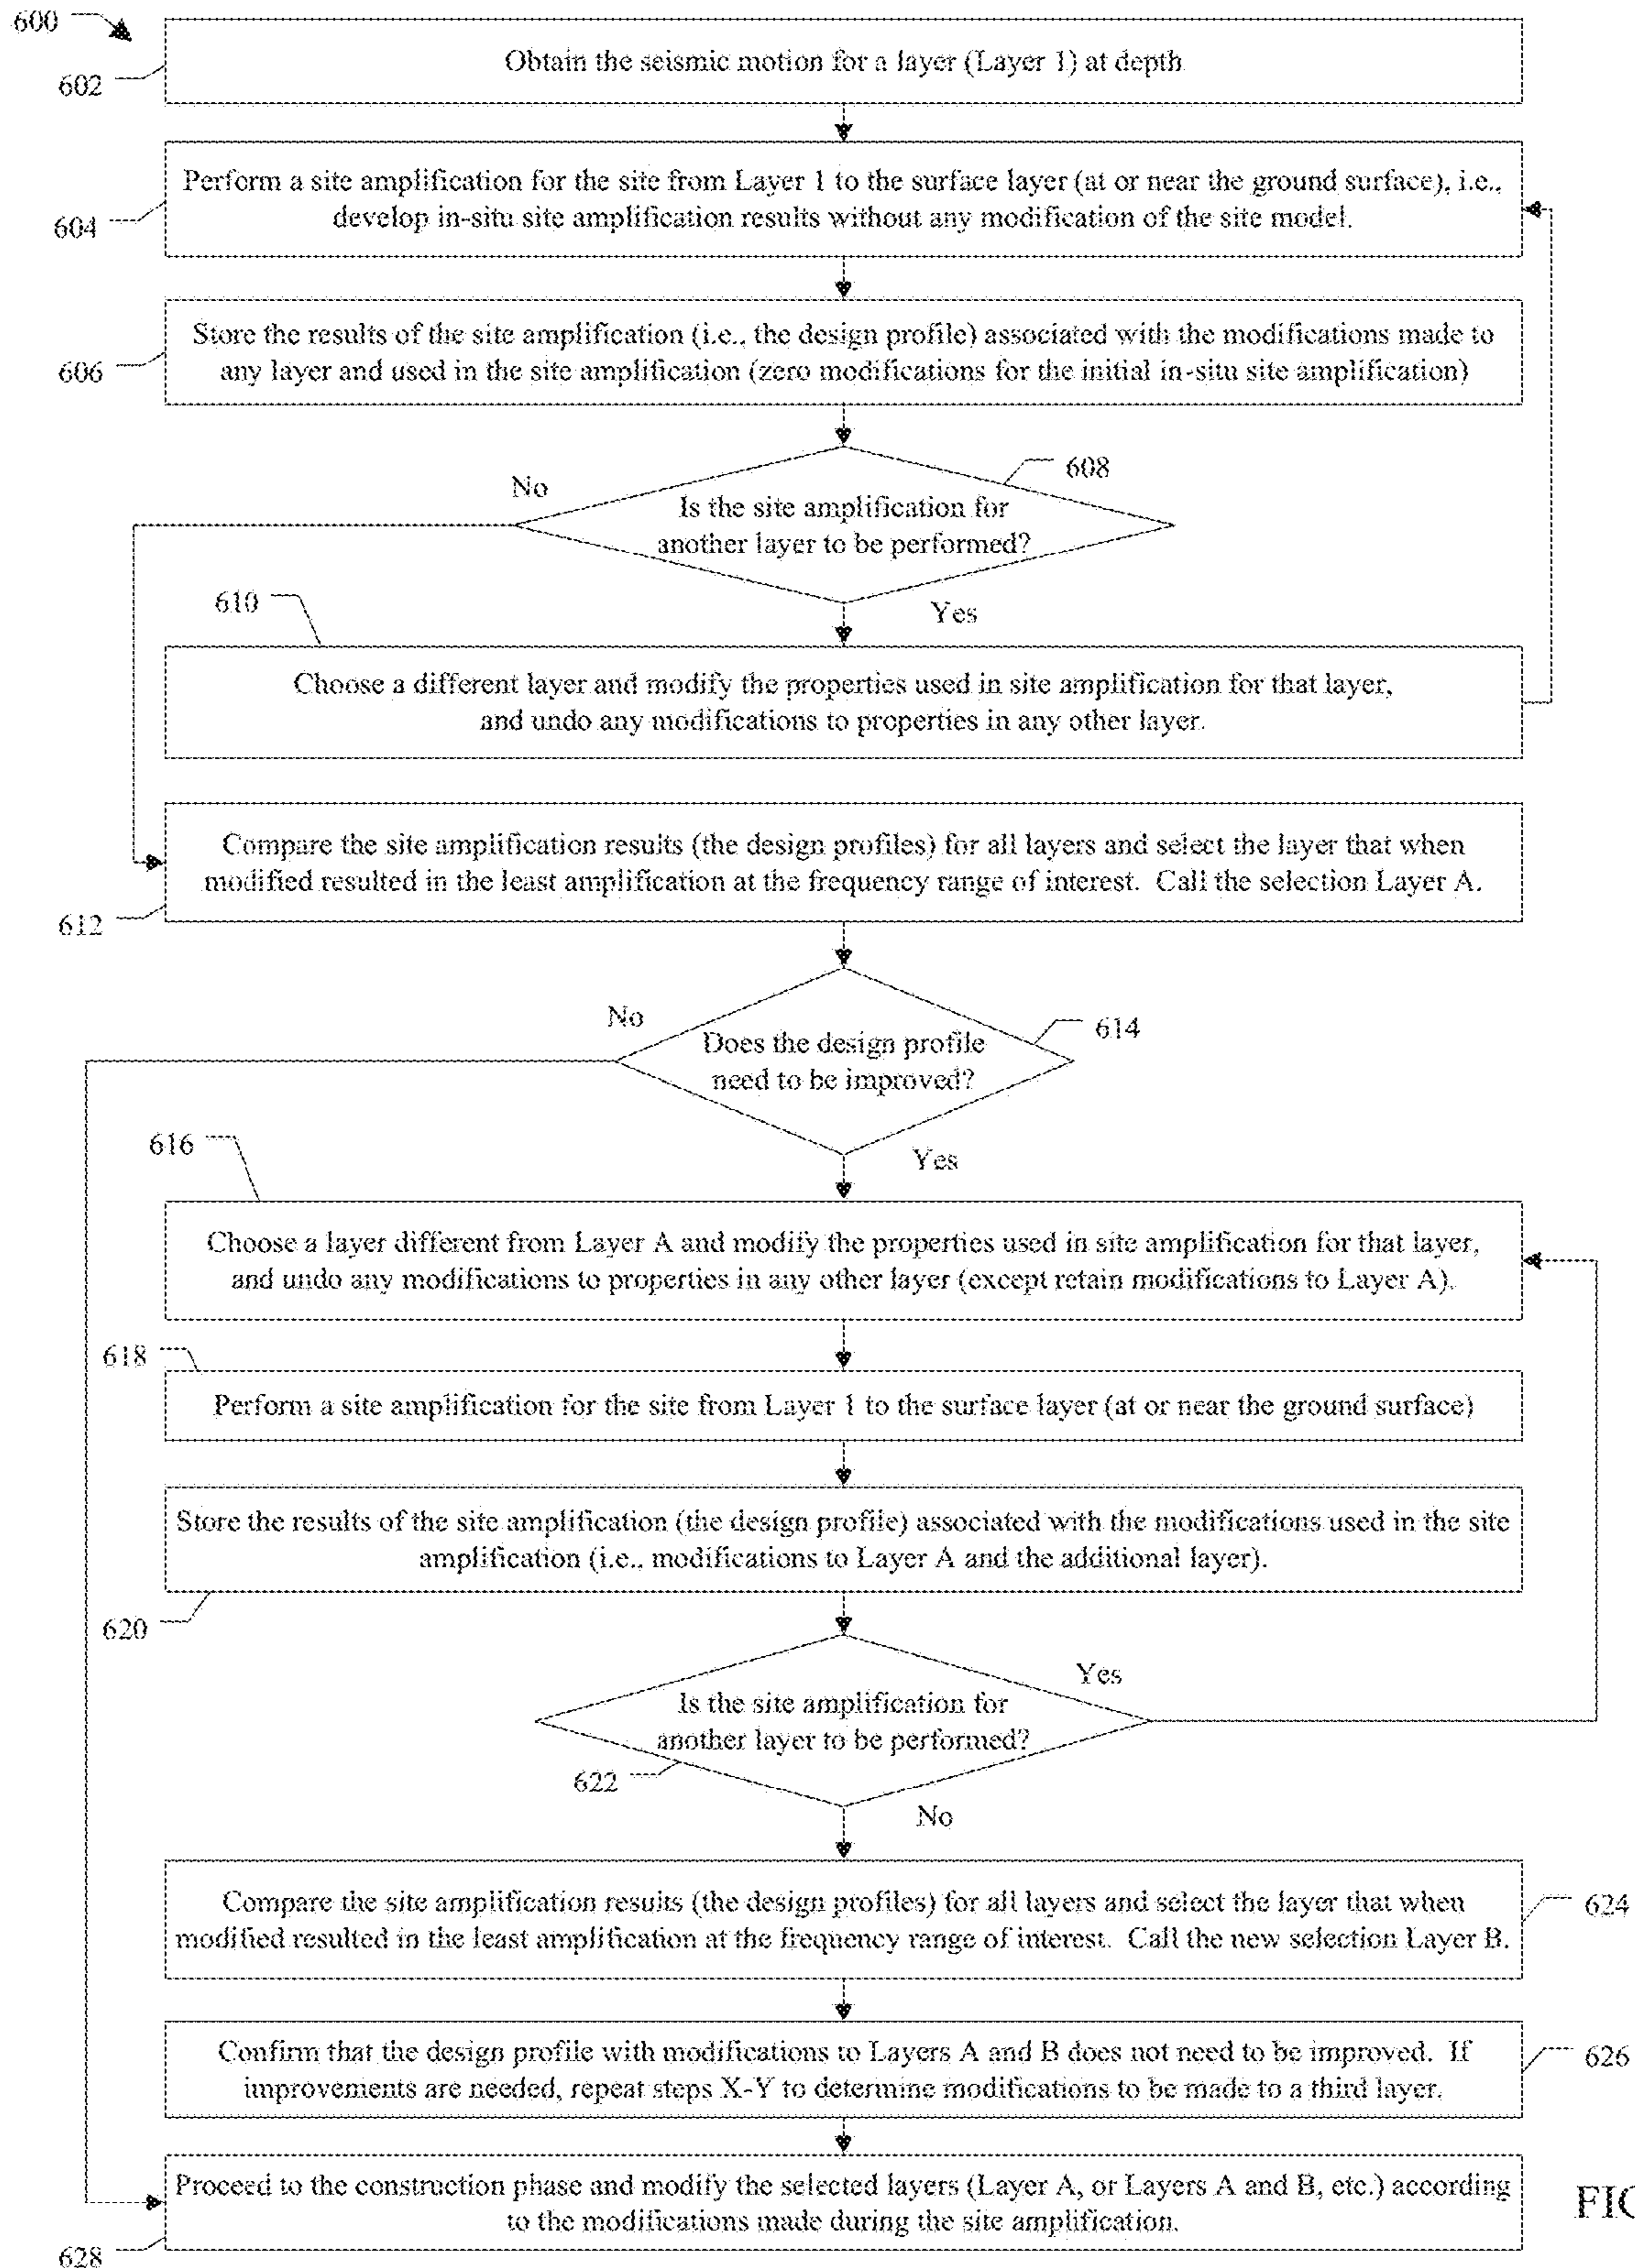 600
602
Obtain the seismic motion for a layer (Layer 1) at depth
604
Perform a site amplification for the site from Layer 1 to the surface layer (at or near the ground surface), i.e.,
develop in-situ site amplification results without any modification of the site model.
606
Store the results of the site amplification (i.e., the design profile) associated with the modifications made to
any layer and used in the site amplification (zero modifications for the initial in-situ site amplification)
608
No
Is the site amplification for
another layer to be performed?
610
Yes
Choose a different layer and modify the properties used in site amplification for that layer,
and undo any modifications to properties in any other layer.
Compare the site amplification results (the design profiles) for all layers and select the layer that when
modified resulted in the least amplification at the frequency range of interest. Call the selection Layer A.
612
No
614
Does the design profile
need to be improved?
616
Yes
Choose a layer different from Layer A and modify the properties used in site amplification for that layer,
and undo any modifications to properties in any other layer (except retain modifications to Layer A).
618
Perform a site amplification for the site from Layer 1 to the surface layer (at or near the ground surface)
Store the results of the site amplification (the design profile) associated with the modifications used in the site
amplification (i.e., modifications to Layer A and the additional layer).
620
Yes
Is the site amplification for
another layer to be performed?
622
No
Compare the site amplification results (the design profiles) for all layers and select the layer that when
modified resulted in the least amplification at the frequency range of interest. Call the new selection Layer B.
624
Confirm that the design profile with modifications to Layers A and B does not need to be improved. If
improvements are needed, repeat steps X-Y to determine modifications to be made to a third layer.
626
Proceed to the construction phase and modify the selected layers (Layer A, or Layers A and B, etc.) according
to the modifications made during the site amplification.
628